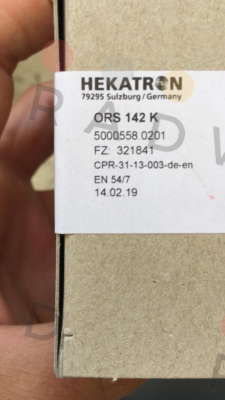 HEKATRON
79295 Sulzburg/Germany
ORS 142 K
5000558.0201
FZ: 321841
CPR-31-13-003-de-en
EN 54/7
14.02.19